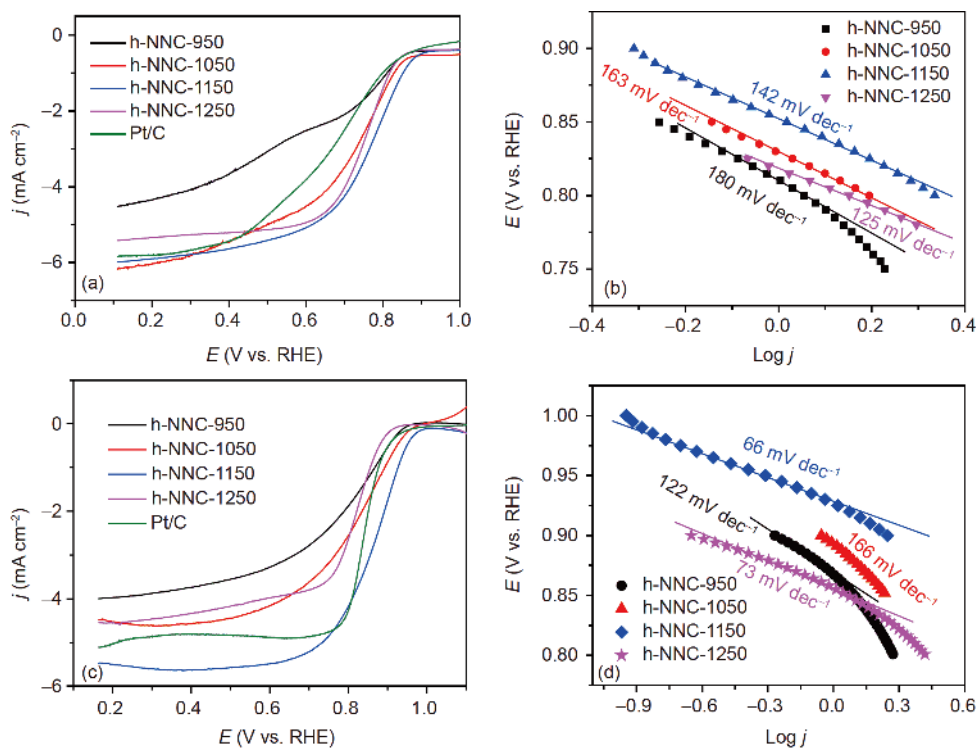 h-NNC-950
h-NNC-1050
h-NNC-1150
h-NNC-1250
Pt/C
0
−2
−4
−6
j (mA cm⁻²)
(a)
0.0 0.2 0.4 0.6 0.8 1.0
E (V vs. RHE)
h-NNC-950
h-NNC-1050
h-NNC-1150
h-NNC-1250
163 mV dec⁻¹
142 mV dec⁻¹
180 mV dec⁻¹
125 mV dec⁻¹
0.90
0.85
0.80
0.75
E (V vs. RHE)
(b)
−0.4 −0.2 0.0 0.2 0.4
Log j
h-NNC-950
h-NNC-1050
h-NNC-1150
h-NNC-1250
Pt/C
0
−2
−4
−6
j (mA cm⁻²)
(c)
0.2 0.4 0.6 0.8 1.0
E (V vs. RHE)
66 mV dec⁻¹
122 mV dec⁻¹
166 mV dec⁻¹
73 mV dec⁻¹
h-NNC-950
h-NNC-1050
h-NNC-1150
h-NNC-1250
1.00
0.95
0.90
0.85
0.80
E (V vs. RHE)
(d)
−0.9 −0.6 −0.3 0.0 0.3 0.6
Log j